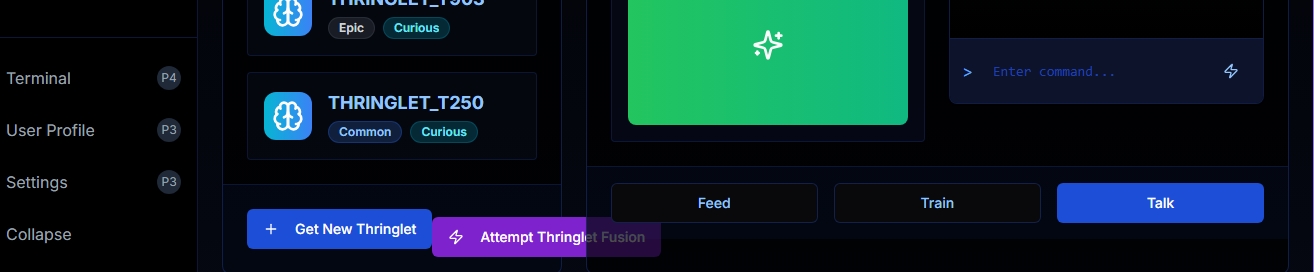 Terminal
P4
User Profile
P3
Settings
P3
Collapse
THRINGLET_T903
Epic
Curious
THRINGLET_T250
Common
Curious
Get New Thringlet
Attempt Thringlet Fusion
> Enter command...
Feed
Train
Talk